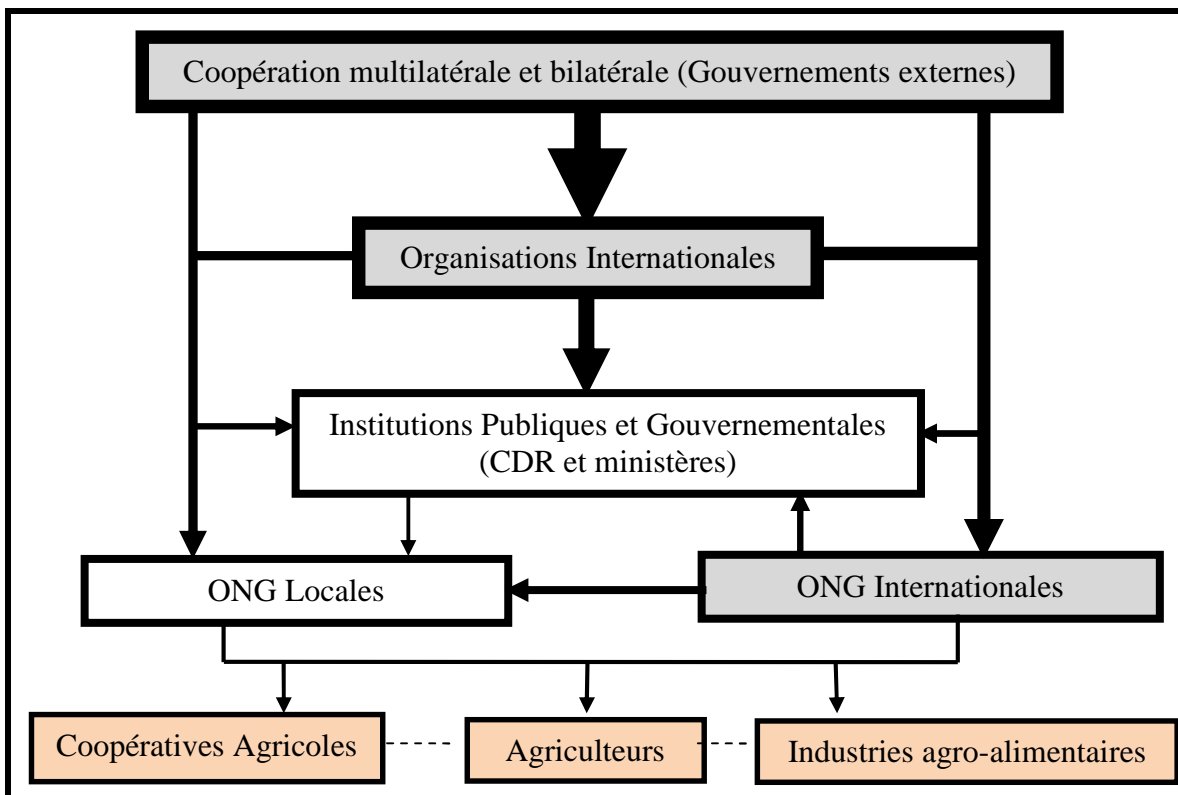 Coopération multilatérale et bilatérale (Gouvernements externes)
Organisations Internationales
Institutions Publiques et Gouvernementales
(CDR et ministères)
ONG Locales
ONG Internationales
Coopératives Agricoles
Agriculteurs
Industries agro-alimentaires